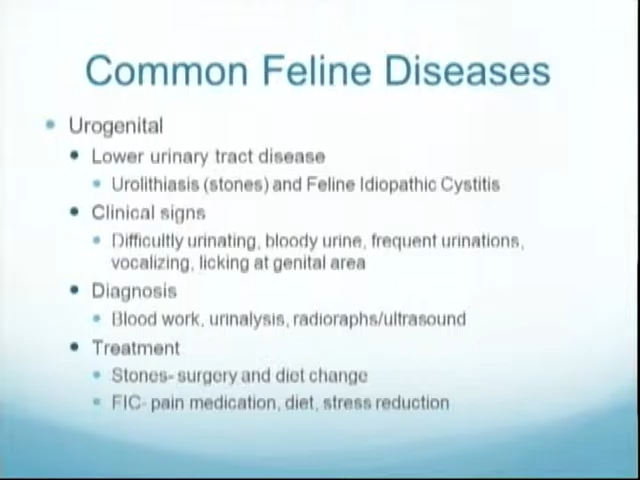 Common Feline Diseases
Urogenital
Lower urinary tract disease
Urolithiasis (stones) and Feline Idiopathic Cystitis
Clinical signs
Difficultly urinating, bloody urine, frequent urinations,
vocalizing, licking at genital area
Diagnosis
Blood work, urinalysis, radioraphs/ultrasound
Treatment
Stones- surgery and diet change
FIC- pain medication, diet, stress reduction